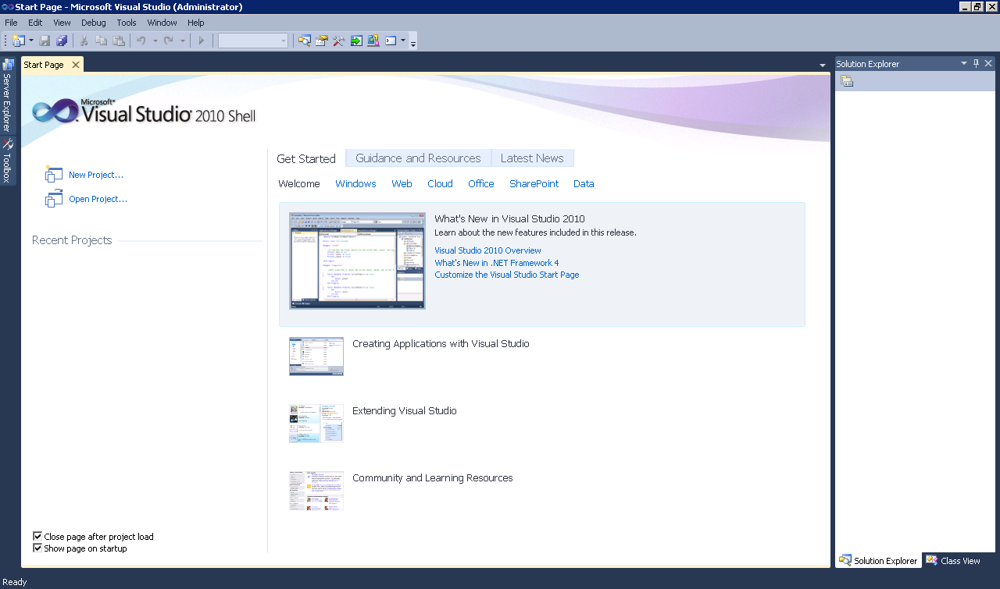 Start Page - Microsoft Visual Studio (Administrator)
File Edit View Debug Tools Window Help
Server Explorer
Toolbox
Start Page
Solution Explorer
Microsoft®
Visual Studio® 2010 Shell
New Project...
Open Project...
Recent Projects
Get Started Guidance and Resources Latest News
Welcome Windows Web Cloud Office SharePoint Data
What's New in Visual Studio 2010
Learn about the new features included in this release.
Visual Studio 2010 Overview
What's New in .NET Framework 4
Customize the Visual Studio Start Page
Creating Applications with Visual Studio
Extending Visual Studio
Community and Learning Resources
Close page after project load
Show page on startup
Solution Explorer Class View
Ready